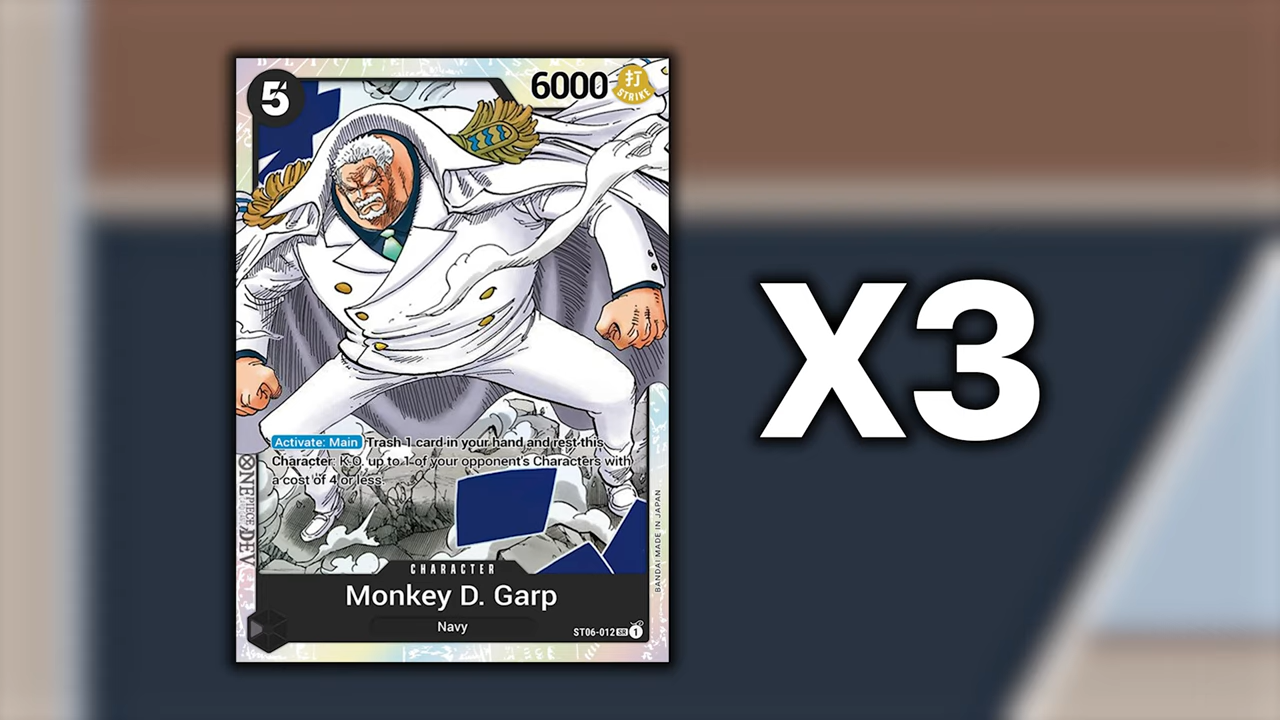 5
6000
打
STRIKE
X3
Activate: Main Trash 1 card in your hand and rest this
Character: K.O. up to 1 of your opponent's Characters with
a cost of 4 or less.
ONE PIECE
BANDAI MADE IN JAPAN
CHARACTER
Monkey D. Garp
Navy
ST06-012 SR 1